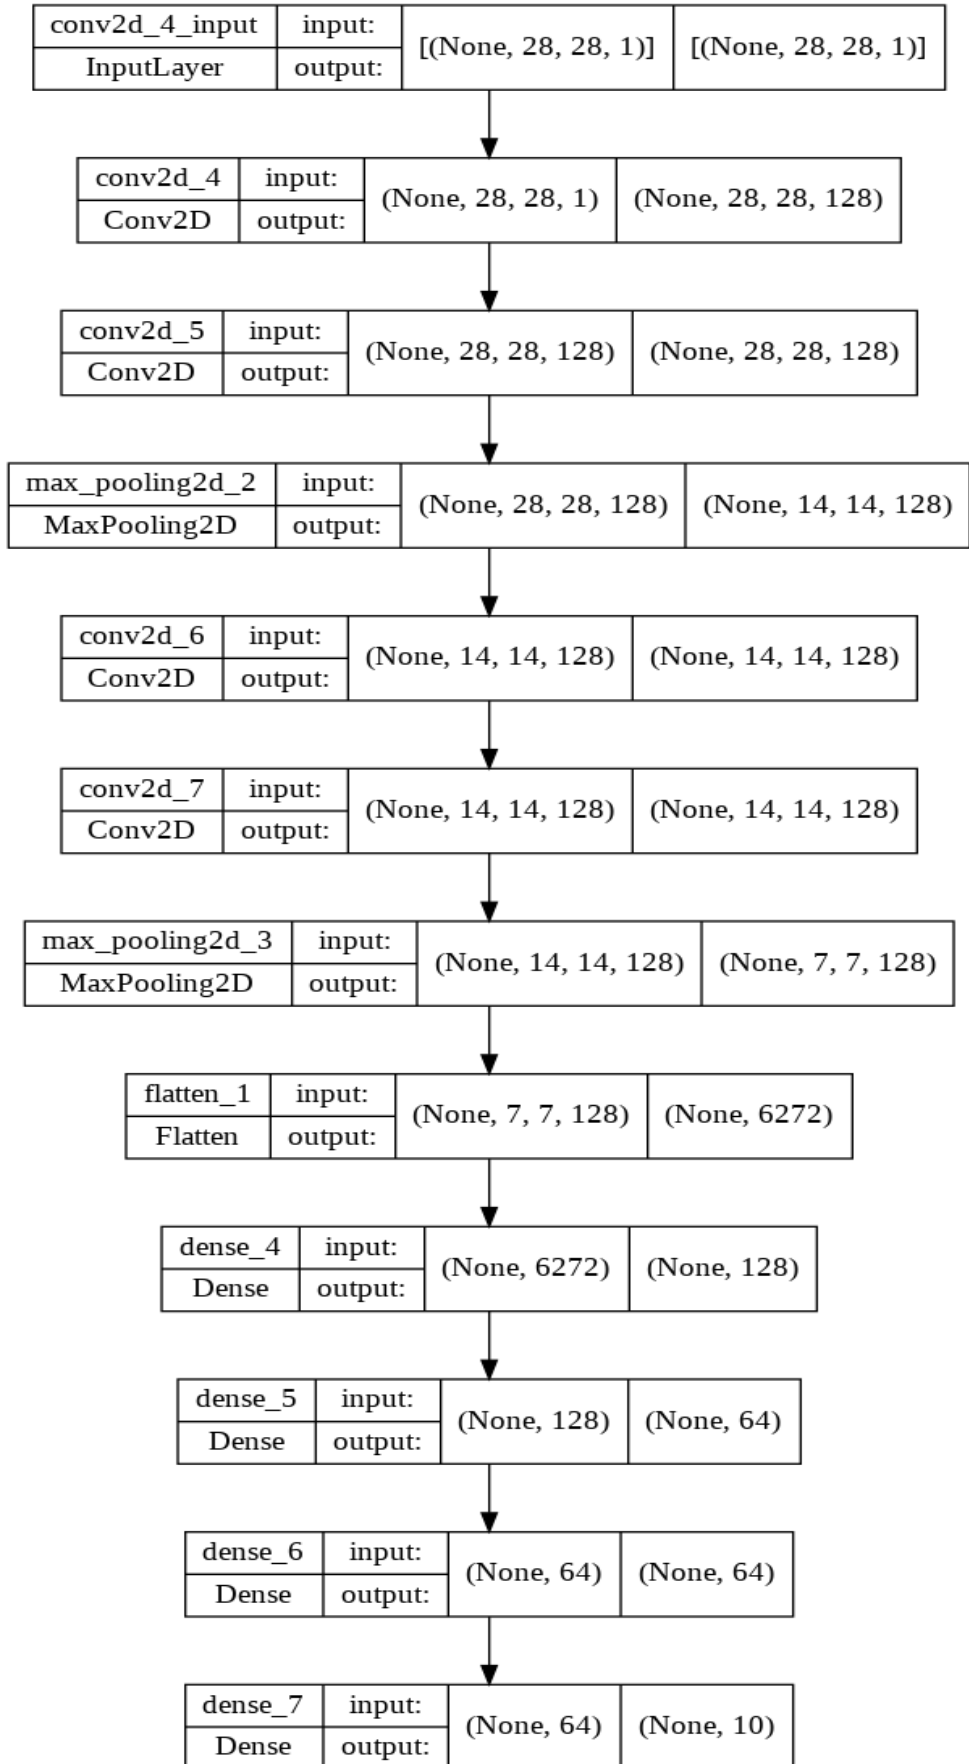 conv2d_4_input input: [(None, 28, 28, 1)] [(None, 28, 28, 1)]
InputLayer output:
conv2d_4 input: (None, 28, 28, 1) (None, 28, 28, 128)
Conv2D output:
conv2d_5 input: (None, 28, 28, 128) (None, 28, 28, 128)
Conv2D output:
max_pooling2d_2 input: (None, 28, 28, 128) (None, 14, 14, 128)
MaxPooling2D output:
conv2d_6 input: (None, 14, 14, 128) (None, 14, 14, 128)
Conv2D output:
conv2d_7 input: (None, 14, 14, 128) (None, 14, 14, 128)
Conv2D output:
max_pooling2d_3 input: (None, 14, 14, 128) (None, 7, 7, 128)
MaxPooling2D output:
flatten_1 input: (None, 7, 7, 128) (None, 6272)
Flatten output:
dense_4 input: (None, 6272) (None, 128)
Dense output:
dense_5 input: (None, 128) (None, 64)
Dense output:
dense_6 input: (None, 64) (None, 64)
Dense output:
dense_7 input: (None, 64) (None, 10)
Dense output: